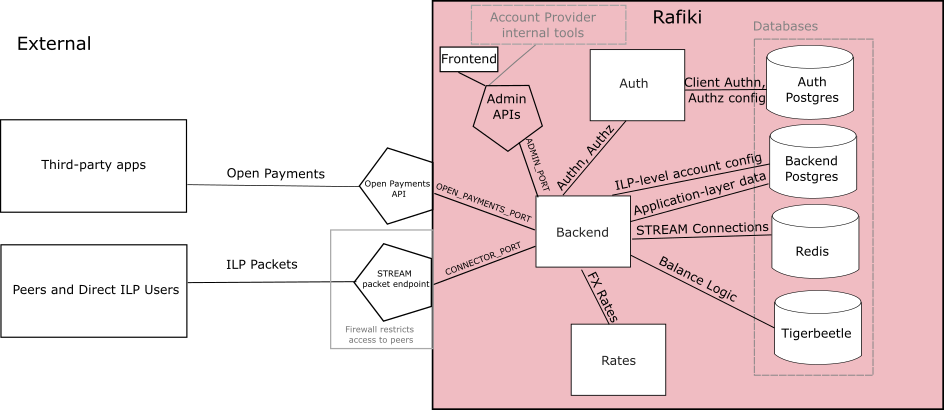 External
Rafiki
Account Provider
internal tools
Databases
Frontend
Admin
APIs
Auth
Client Authn,
Authz config
Auth
Postgres
Third-party apps
Open Payments
Open Payments
API
OPEN_PAYMENTS_PORT
ADMIN_PORT
Authn, Authz
ILP-level account config
Application-layer data
Backend
Postgres
Backend
STREAM Connections
Redis
Peers and Direct ILP Users
ILP Packets
STREAM
packet endpoint
CONNECTOR_PORT
Firewall restricts
access to peers
FX Rates
Balance Logic
Tigerbeetle
Rates